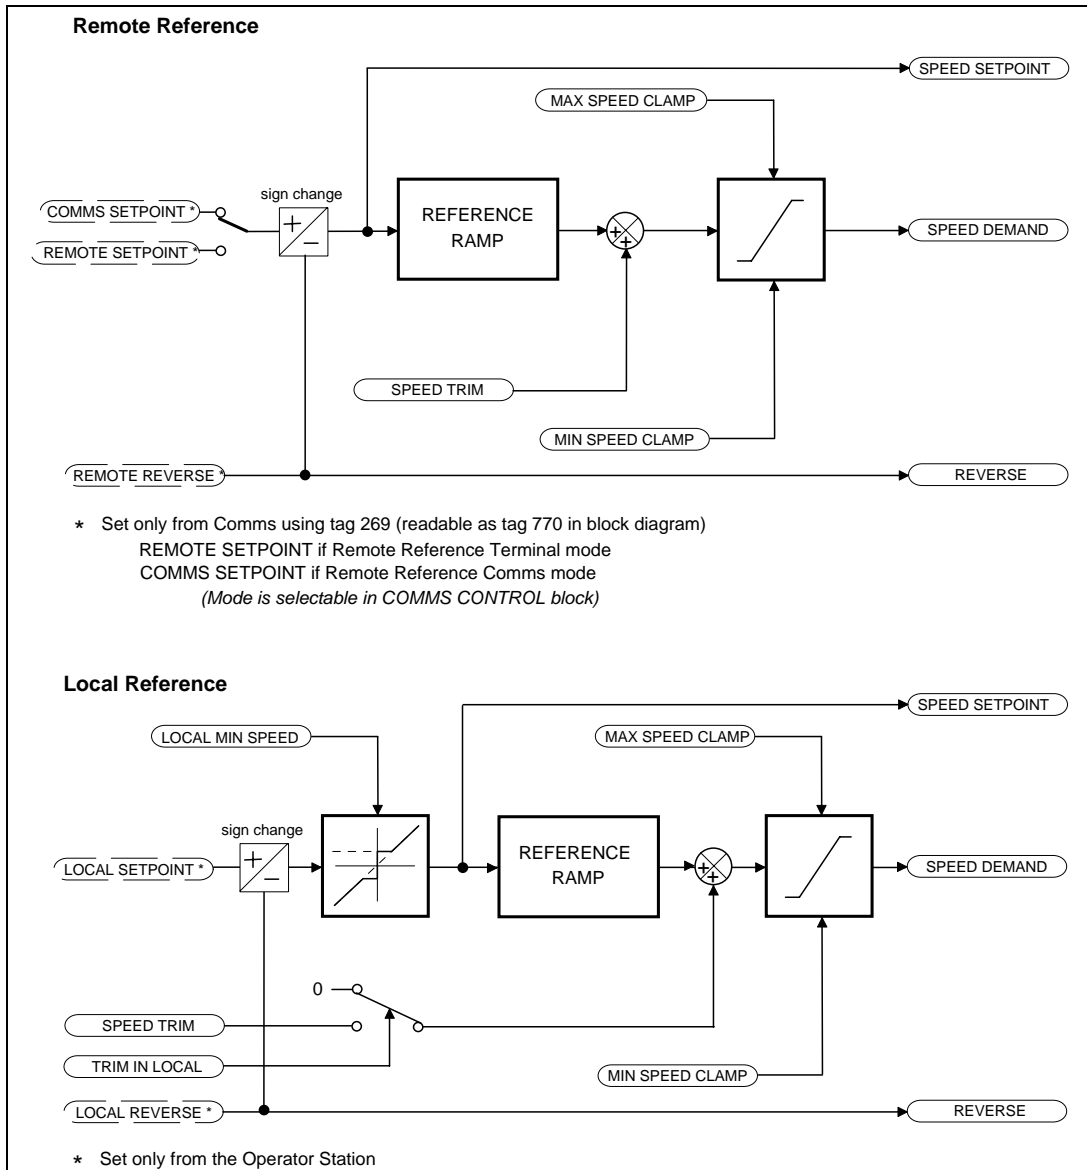 Remote Reference
SPEED SETPOINT
MAX SPEED CLAMP
sign change
COMMS SETPOINT *
+
−
REFERENCE
RAMP
+
+
SPEED DEMAND
REMOTE SETPOINT *
SPEED TRIM
MIN SPEED CLAMP
REMOTE REVERSE *
REVERSE
* Set only from Comms using tag 269 (readable as tag 770 in block diagram)
REMOTE SETPOINT if Remote Reference Terminal mode
COMMS SETPOINT if Remote Reference Comms mode
(Mode is selectable in COMMS CONTROL block)
Local Reference
SPEED SETPOINT
LOCAL MIN SPEED
MAX SPEED CLAMP
sign change
LOCAL SETPOINT *
+
−
REFERENCE
RAMP
+
+
SPEED DEMAND
0
SPEED TRIM
TRIM IN LOCAL
MIN SPEED CLAMP
LOCAL REVERSE *
REVERSE
* Set only from the Operator Station